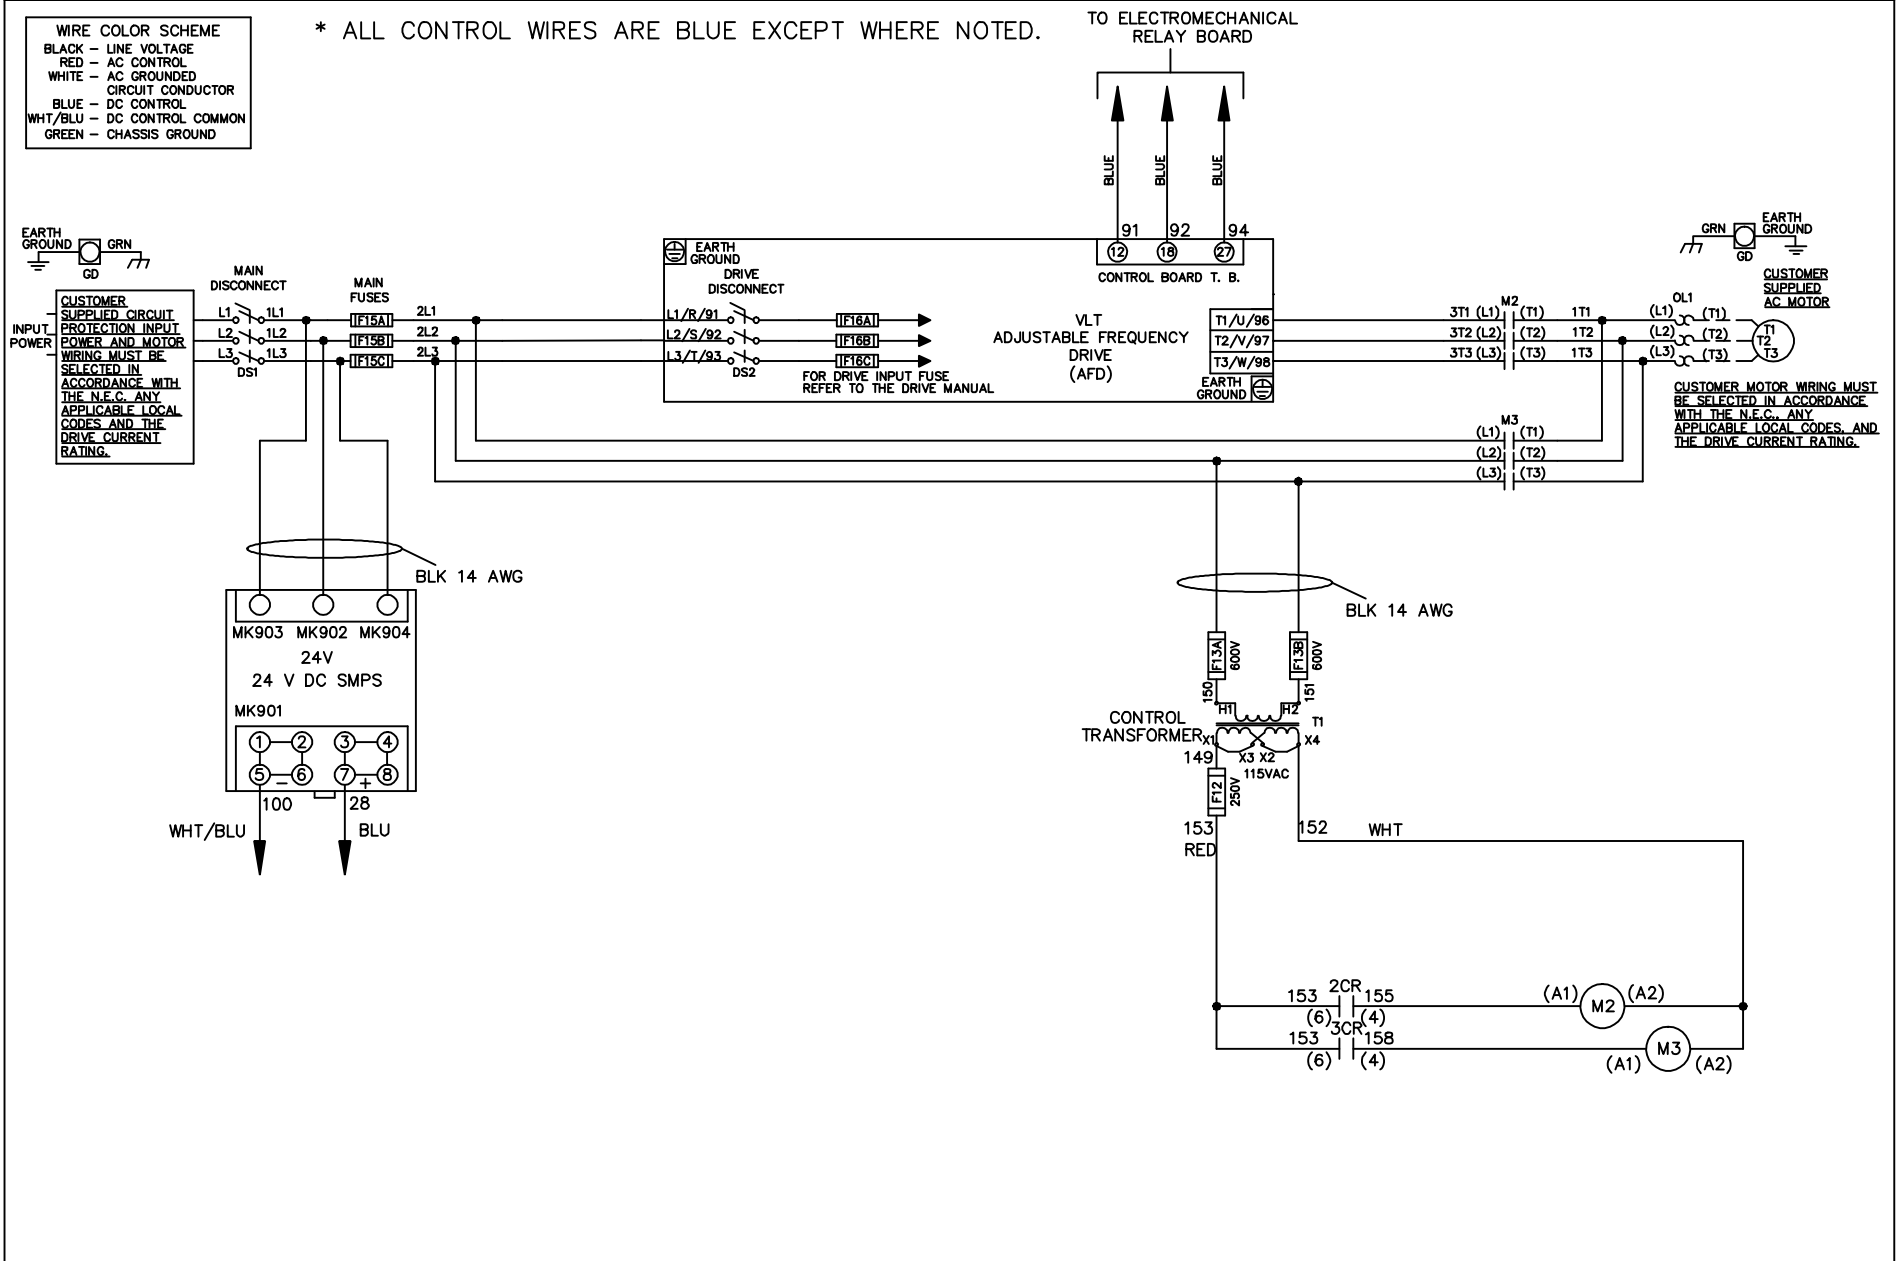 WIRE COLOR SCHEME
BLACK – LINE VOLTAGE
RED – AC CONTROL
WHITE – AC GROUNDED
CIRCUIT CONDUCTOR
BLUE – DC CONTROL
WHT/BLU – DC CONTROL COMMON
GREEN – CHASSIS GROUND
* ALL CONTROL WIRES ARE BLUE EXCEPT WHERE NOTED.
TO ELECTROMECHANICAL
RELAY BOARD
BLUE
BLUE
BLUE
91 92 94
12 18 27
CONTROL BOARD T. B.
EARTH
GROUND
GRN
GD
INPUT
POWER
CUSTOMER
SUPPLIED CIRCUIT
PROTECTION INPUT
POWER AND MOTOR
WIRING MUST BE
SELECTED IN
ACCORDANCE WITH
THE N.E.C. ANY
APPLICABLE LOCAL
CODES AND THE
DRIVE CURRENT
RATING.
MAIN
DISCONNECT
L1 1L1
L2 1L2
L3 1L3
DS1
MAIN
FUSES
F15A
F15B
F15C
2L1
2L2
2L3
EARTH
GROUND
DRIVE
DISCONNECT
L1/R/91
L2/S/92
L3/T/93
DS2
F16A
F16B
F16C
FOR DRIVE INPUT FUSE
REFER TO THE DRIVE MANUAL
VLT
ADJUSTABLE FREQUENCY
DRIVE
(AFD)
T1/U/96
T2/V/97
T3/W/98
EARTH
GROUND
M2
3T1 (L1) (T1) 1T1
3T2 (L2) (T2) 1T2
3T3 (L3) (T3) 1T3
OL1
(L1) (T1)
(L2) (T2)
(L3) (T3)
T1
T2
T3
GRN
GD
EARTH
GROUND
CUSTOMER
SUPPLIED
AC MOTOR
CUSTOMER MOTOR WIRING MUST
BE SELECTED IN ACCORDANCE
WITH THE N.E.C., ANY
APPLICABLE LOCAL CODES, AND
THE DRIVE CURRENT RATING.
M3
(L1) (T1)
(L2) (T2)
(L3) (T3)
BLK 14 AWG
MK903 MK902 MK904
24V
24 V DC SMPS
MK901
1 2 3 4
5 6 7 8
– +
100 28
WHT/BLU BLU
BLK 14 AWG
F13A
600V
F13B
600V
150
151
H1 H2
T1
CONTROL
TRANSFORMER
X1 X4
X3 X2
149
115VAC
F12
250V
153
RED
152 WHT
2CR
153 155
(6) (4)
(A1) M2 (A2)
3CR
153 158
(6) (4)
(A1) M3 (A2)